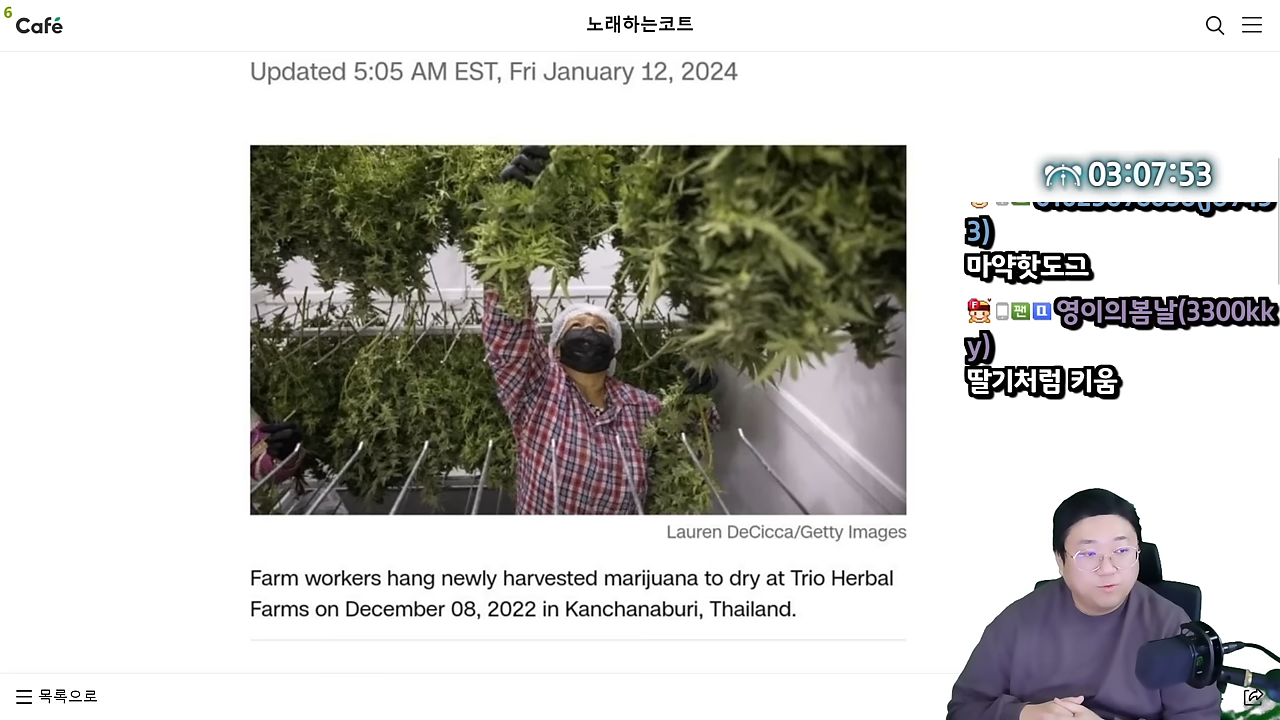 6
Café
노래하는코트
Updated 5:05 AM EST, Fri January 12, 2024
03:07:53
3)
마약핫도그
팬
영이의봄날(3300kk
y)
딸기처럼 키움
Lauren DeCicca/Getty Images
Farm workers hang newly harvested marijuana to dry at Trio Herbal
Farms on December 08, 2022 in Kanchanaburi, Thailand.
목록으로